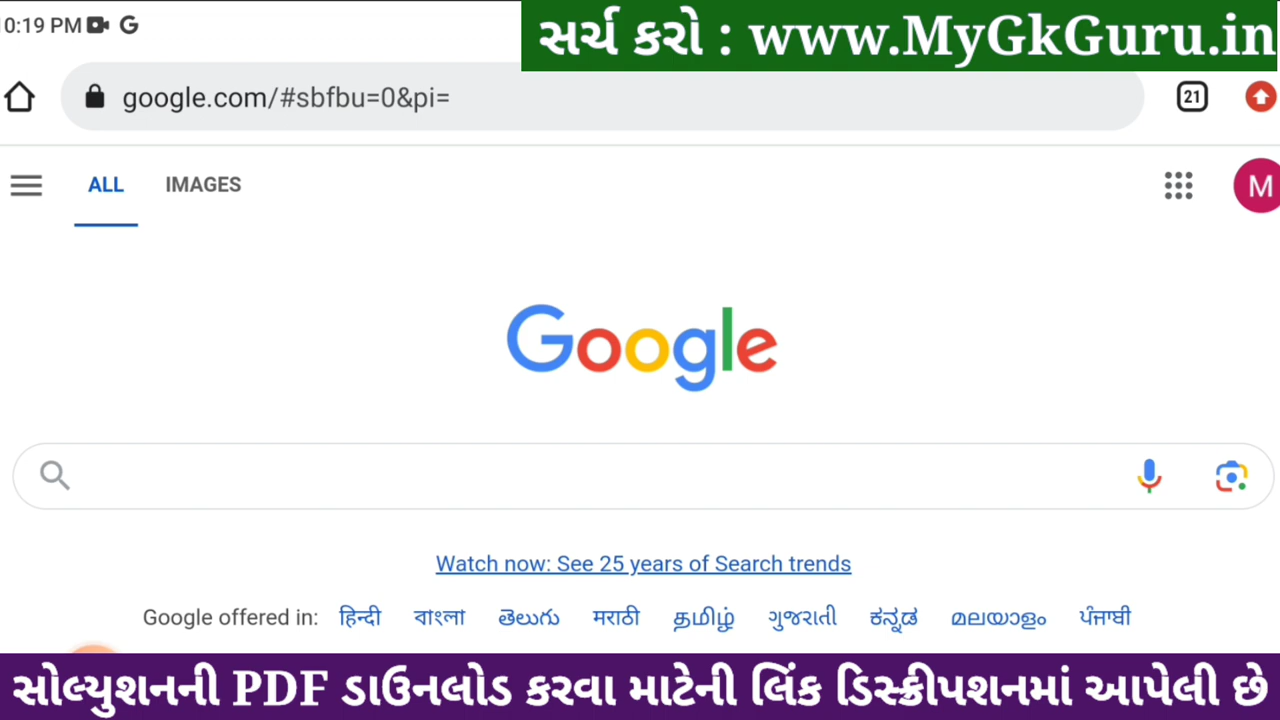 0:19 PM G
સર્ચ કરો : www.MyGkGuru.in
google.com/#sbfbu=0&pi=
21
ALL IMAGES
M
Google
Watch now: See 25 years of Search trends
Google offered in: हिन्दी বাংলা తెలుగు मराठी தமிழ் ગુજરાતી ಕನ್ನಡ മലയാളം ਪੰਜਾਬੀ
સોલ્યુશનની PDF ડાઉનલોડ કરવા માટેની લિંક ડિસ્ક્રીપશનમાં આપેલી છે